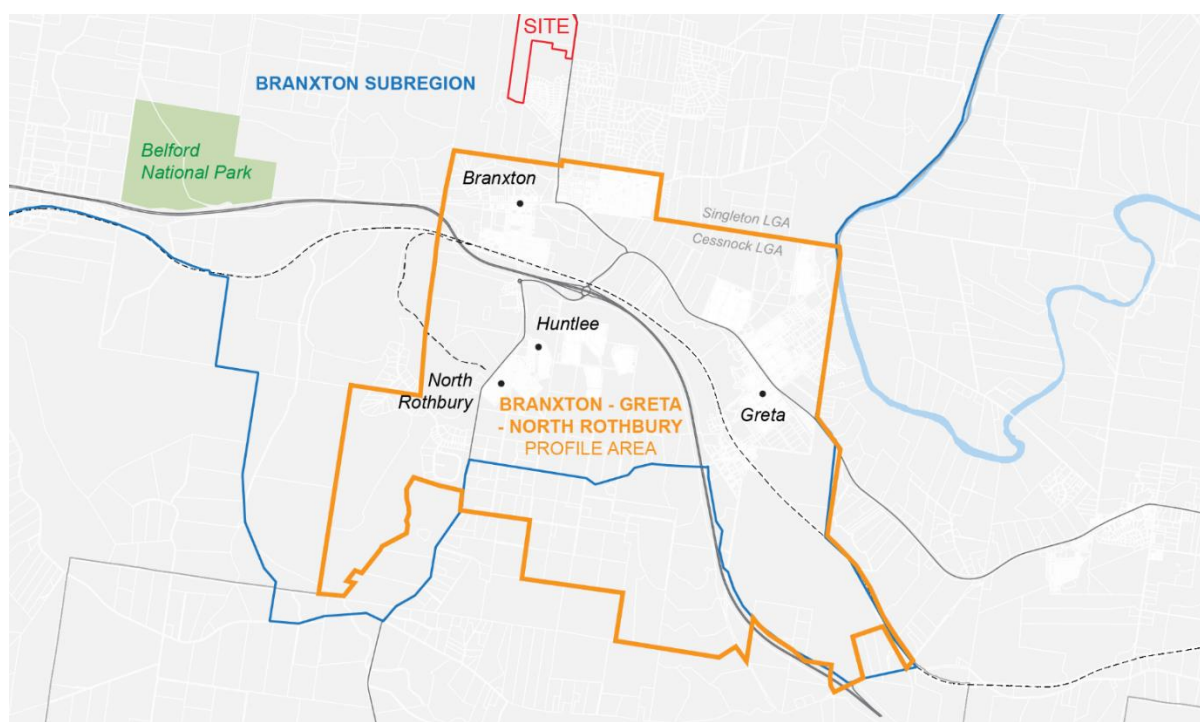 SITE
BRANXTON SUBREGION
Belford
National Park
Branxton
Singleton LGA
Cessnock LGA
Huntlee
North
Rothbury
BRANXTON - GRETA
- NORTH ROTHBURY
PROFILE AREA
Greta